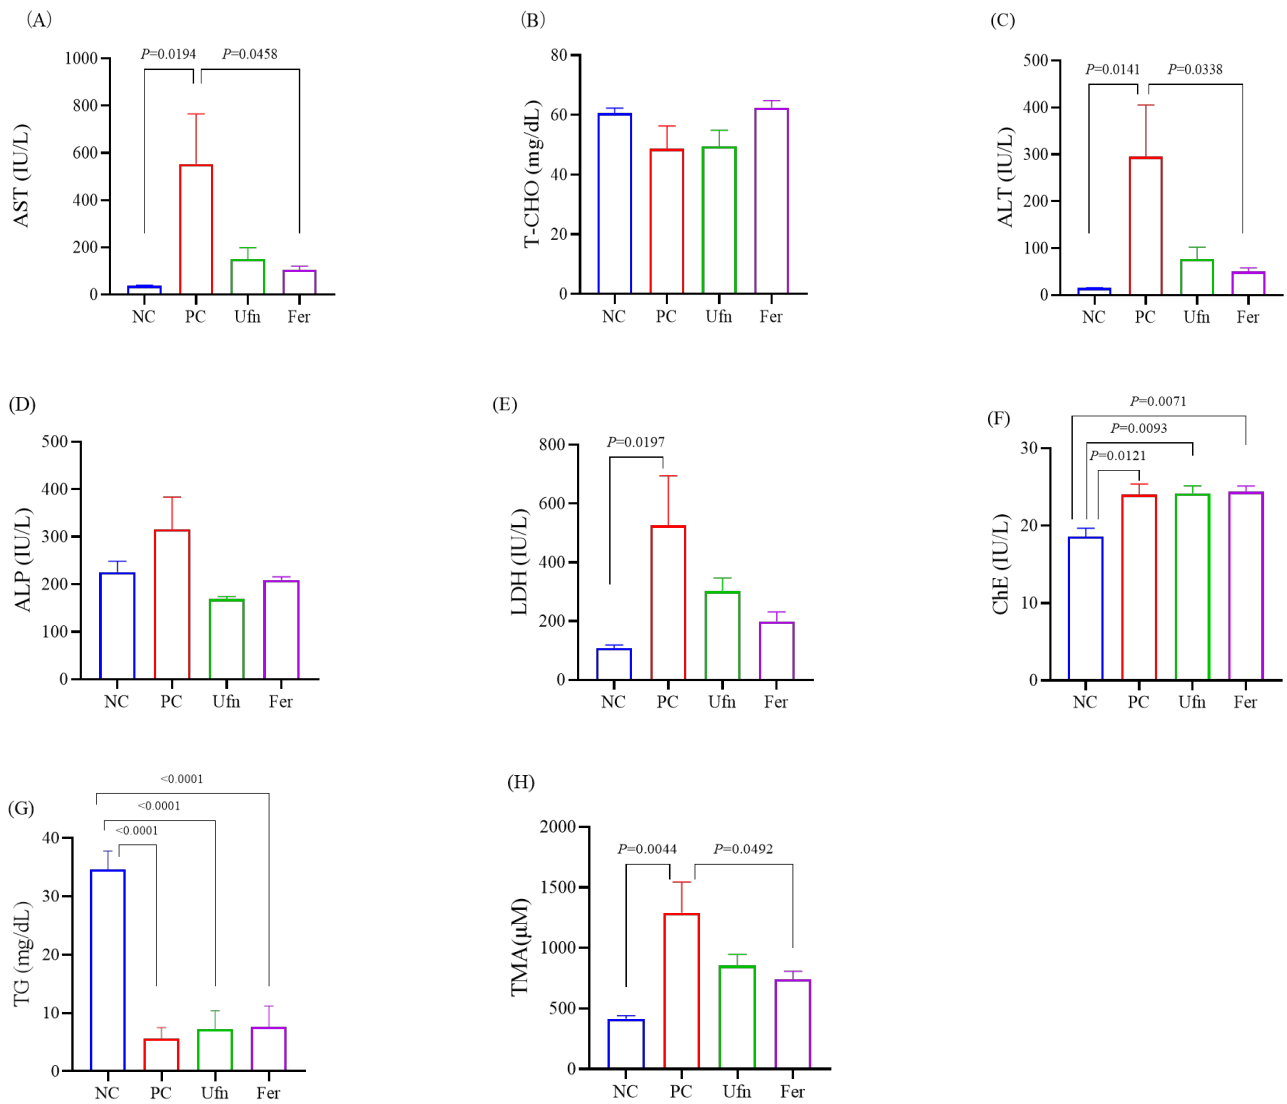 (A)
AST (IU/L)
1000
800
600
400
200
0
P=0.0194
P=0.0458
NC PC Ufn Fer
(B)
T-CHO (mg/dL)
80
60
40
20
0
NC PC Ufn Fer
(C)
ALT (IU/L)
500
400
300
200
100
0
P=0.0141
P=0.0338
NC PC Ufn Fer
(D)
ALP (IU/L)
500
400
300
200
100
0
NC PC Ufn Fer
(E)
LDH (IU/L)
800
600
400
200
0
P=0.0197
NC PC Ufn Fer
(F)
ChE (IU/L)
30
20
10
0
P=0.0071
P=0.0093
P=0.0121
NC PC Ufn Fer
(G)
TG (mg/dL)
40
30
20
10
0
<0.0001
<0.0001
<0.0001
NC PC Ufn Fer
(H)
TMA(μM)
2000
1500
1000
500
0
P=0.0044
P=0.0492
NC PC Ufn Fer